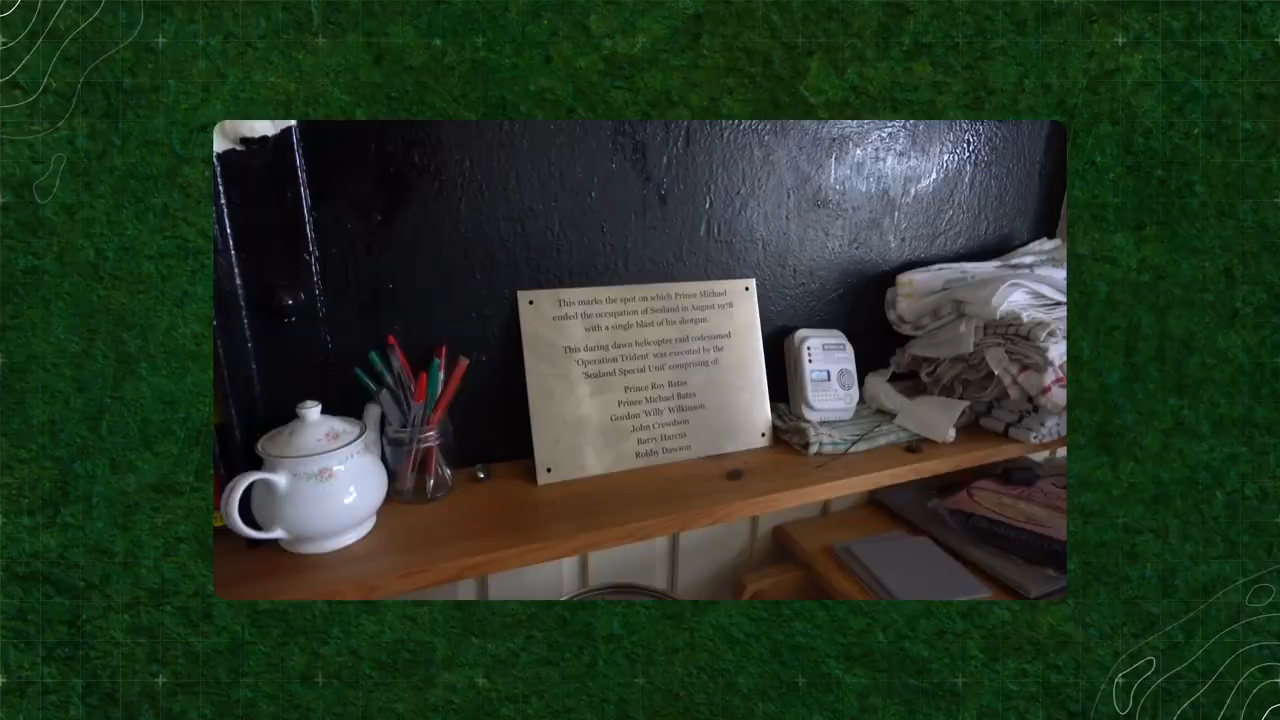 This marks the spot on which Prince Michael
ended the occupation of Sealand in August 1978
with a single blast of his shotgun.
This daring dawn helicopter raid codenamed
'Operation Trident' was executed by the
'Sealand Special Unit' comprising of:
Prince Roy Bates
Prince Michael Bates
Gordon 'Willy' Wilkinson
John Crewdson
Barry Harcus
Robby Dawson